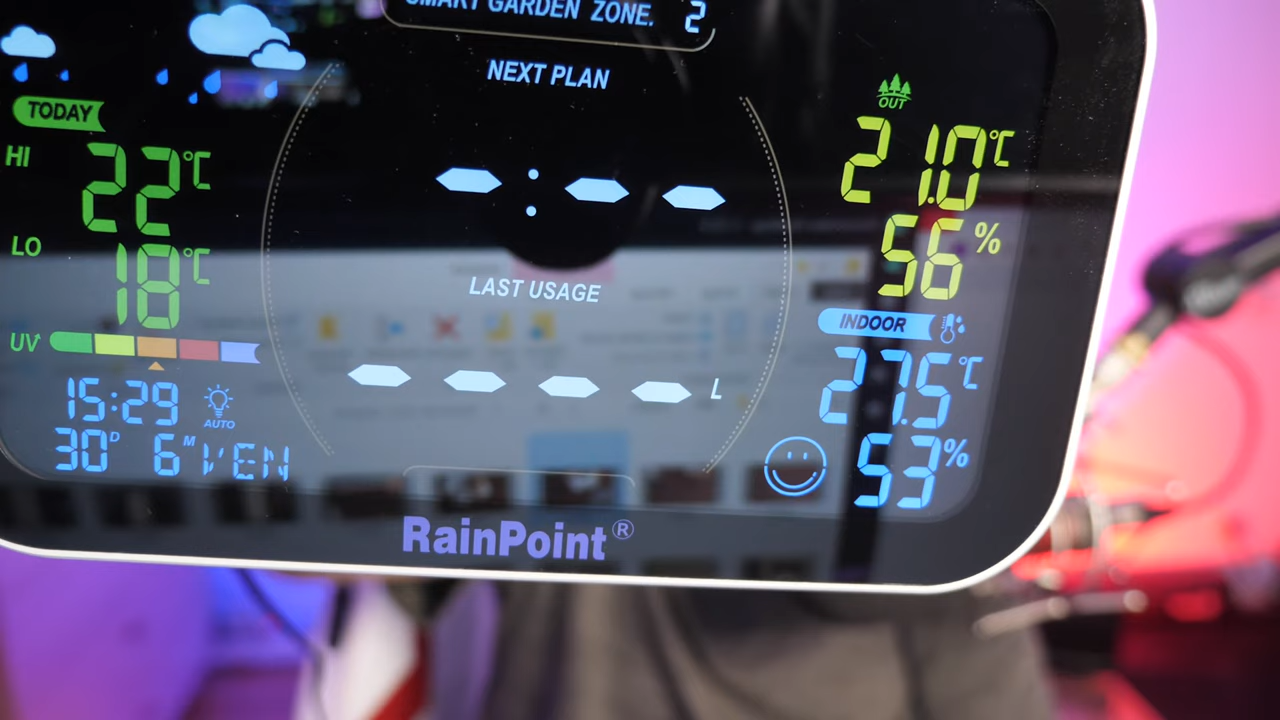 SMART GARDEN ZONE. 2
NEXT PLAN
--:--
TODAY
HI 22°C
LO 18°C
UV
15:29 AUTO
30D 6M VEN
LAST USAGE
---- L
OUT
21.0°C
56%
INDOOR
27.5°C
53%
RainPoint®